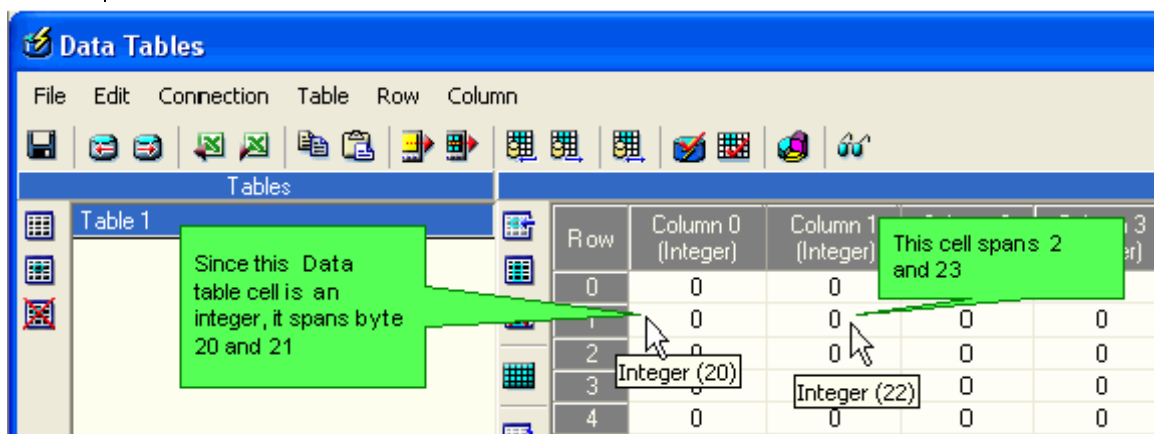 Data Tables
File Edit Connection Table Row Column
Tables
Table 1
Row Column 0 Column 1 3
(Integer) (Integer)
Since this Data
table cell is an
integer, it spans byte
20 and 21
This cell spans 2
and 23
0 0 0
1 0 0 0 0
2 0 0 0 0
Integer (20)
3 0 0
Integer (22)
4 0 0 0 0